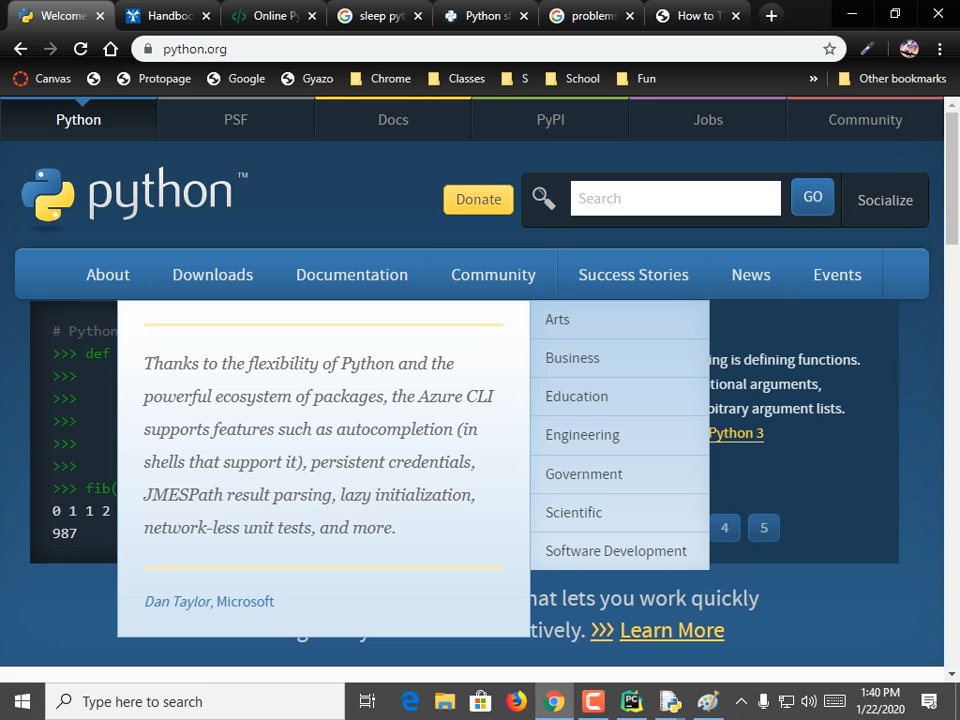 Welcome
Handboo
Online Py
sleep pyt
Python sl
problems
How to T
python.org
Canvas
Protopage
Google
Gyazo
Chrome
Classes
S
School
Fun
»
Other bookmarks
Python
PSF
Docs
PyPI
Jobs
Community
python™
Donate
Search
GO
Socialize
About
Downloads
Documentation
Community
Success Stories
News
Events
# Python
>>> def
>>>
>>>
>>>
>>>
>>>
>>> fib(
0 1 1 2
987
Thanks to the flexibility of Python and the
powerful ecosystem of packages, the Azure CLI
supports features such as autocompletion (in
shells that support it), persistent credentials,
JMESPath result parsing, lazy initialization,
network-less unit tests, and more.
Dan Taylor, Microsoft
Arts
Business
Education
Engineering
Government
Scientific
Software Development
ing is defining functions.
tional arguments,
bitrary argument lists.
Python 3
4
5
hat lets you work quickly
tively. >>> Learn More
Type here to search
1:40 PM
1/22/2020